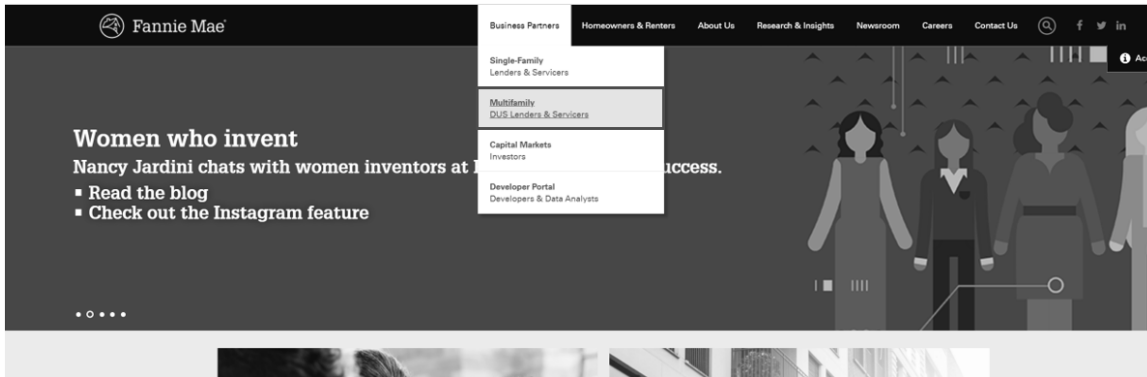 Fannie Mae
Business Partners
Homeowners & Renters
About Us
Research & Insights
Newsroom
Careers
Contact Us
Single-Family
Lenders & Servicers
Multifamily
DUS Lenders & Servicers
Capital Markets
Investors
Developer Portal
Developers & Data Analysts
Women who invent
Nancy Jardini chats with women inventors at
▪ Read the blog
▪ Check out the Instagram feature